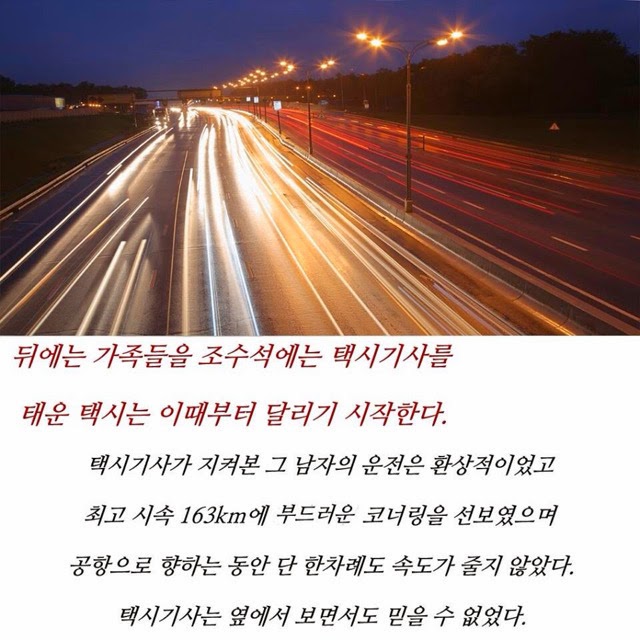 뒤에는 가족들을 조수석에는 택시기사를
태운 택시는 이때부터 달리기 시작한다.
택시기사가 지켜본 그 남자의 운전은 환상적이었고
최고 시속 163km에 부드러운 코너링을 선보였으며
공항으로 향하는 동안 단 한차례도 속도가 줄지 않았다.
택시기사는 옆에서 보면서도 믿을 수 없었다.